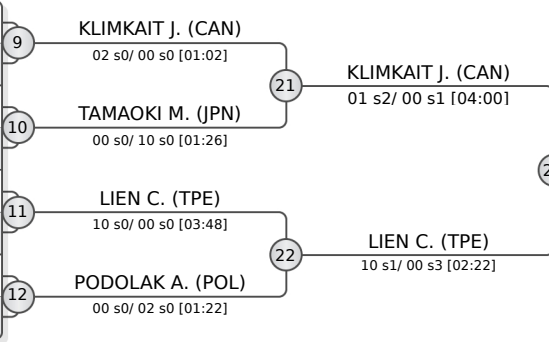 9
KLIMKAIT J. (CAN)
02 s0/ 00 s0 [01:02]
21
KLIMKAIT J. (CAN)
01 s2/ 00 s1 [04:00]
10
TAMAOKI M. (JPN)
00 s0/ 10 s0 [01:26]
11
LIEN C. (TPE)
10 s0/ 00 s0 [03:48]
22
LIEN C. (TPE)
10 s1/ 00 s3 [02:22]
12
PODOLAK A. (POL)
00 s0/ 02 s0 [01:22]